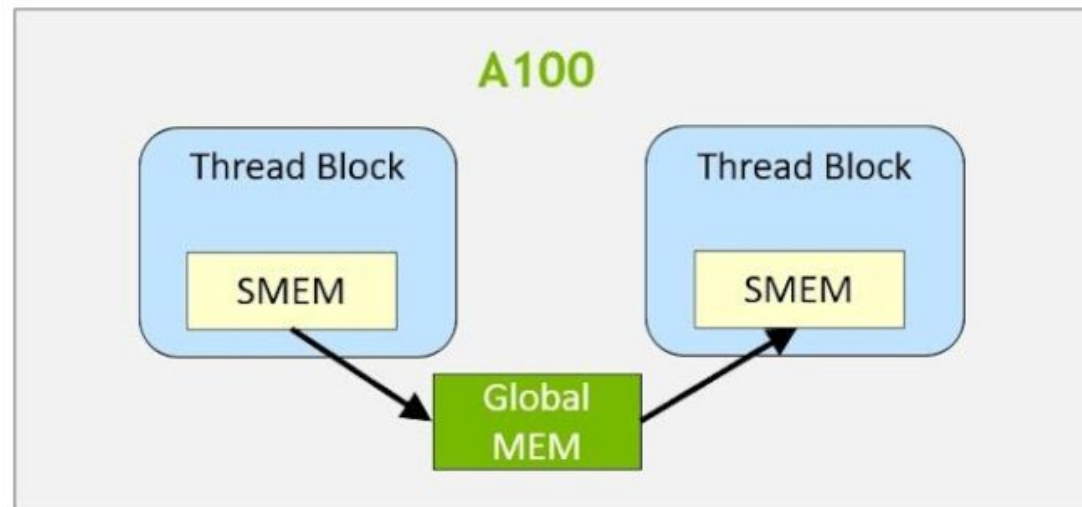 A100
Thread Block
Thread Block
SMEM
SMEM
Global
MEM